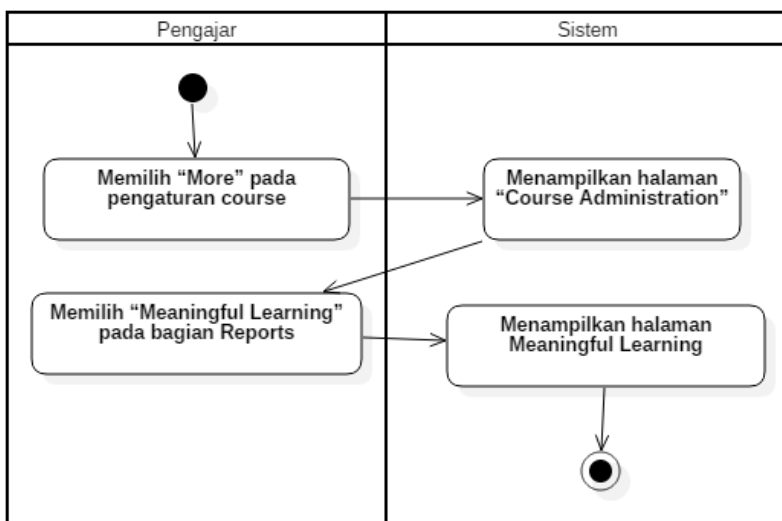 Pengajar
Sistem
Memilih “More” pada
pengaturan course
Menampilkan halaman
“Course Administration”
Memilih “Meaningful Learning”
pada bagian Reports
Menampilkan halaman
Meaningful Learning